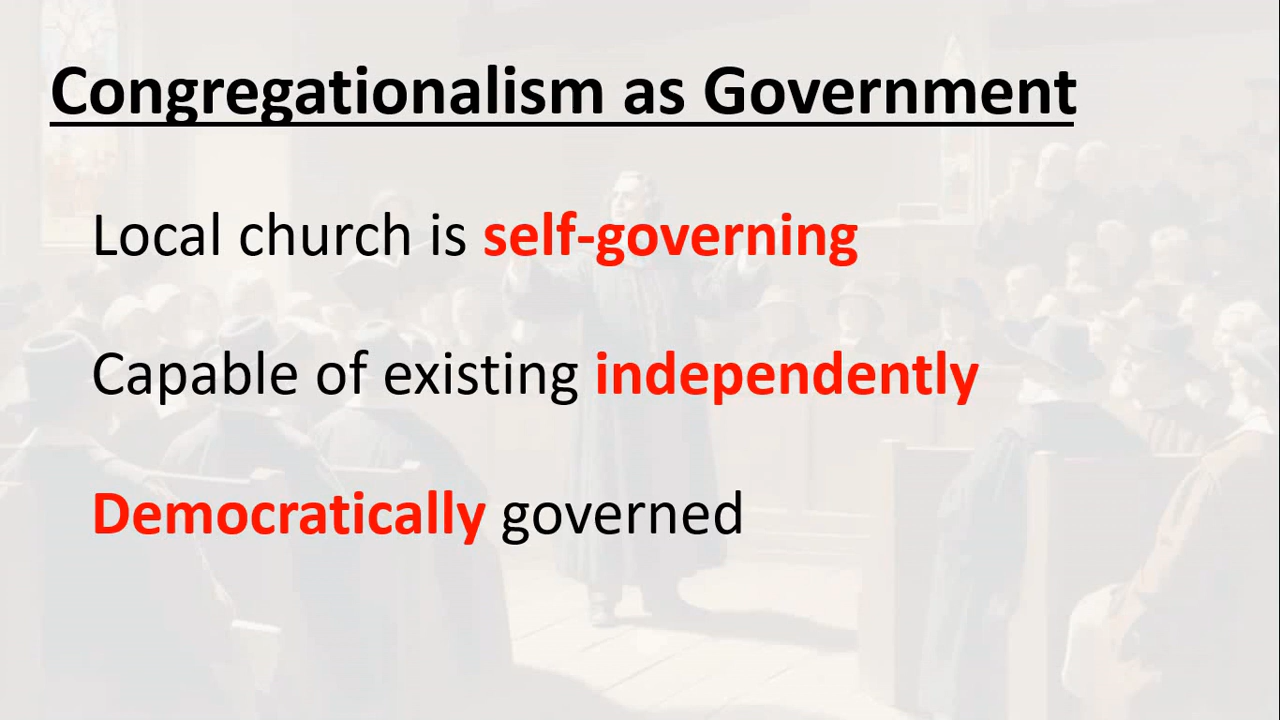 Congregationalism as Government
Local church is self-governing
Capable of existing independently
Democratically governed